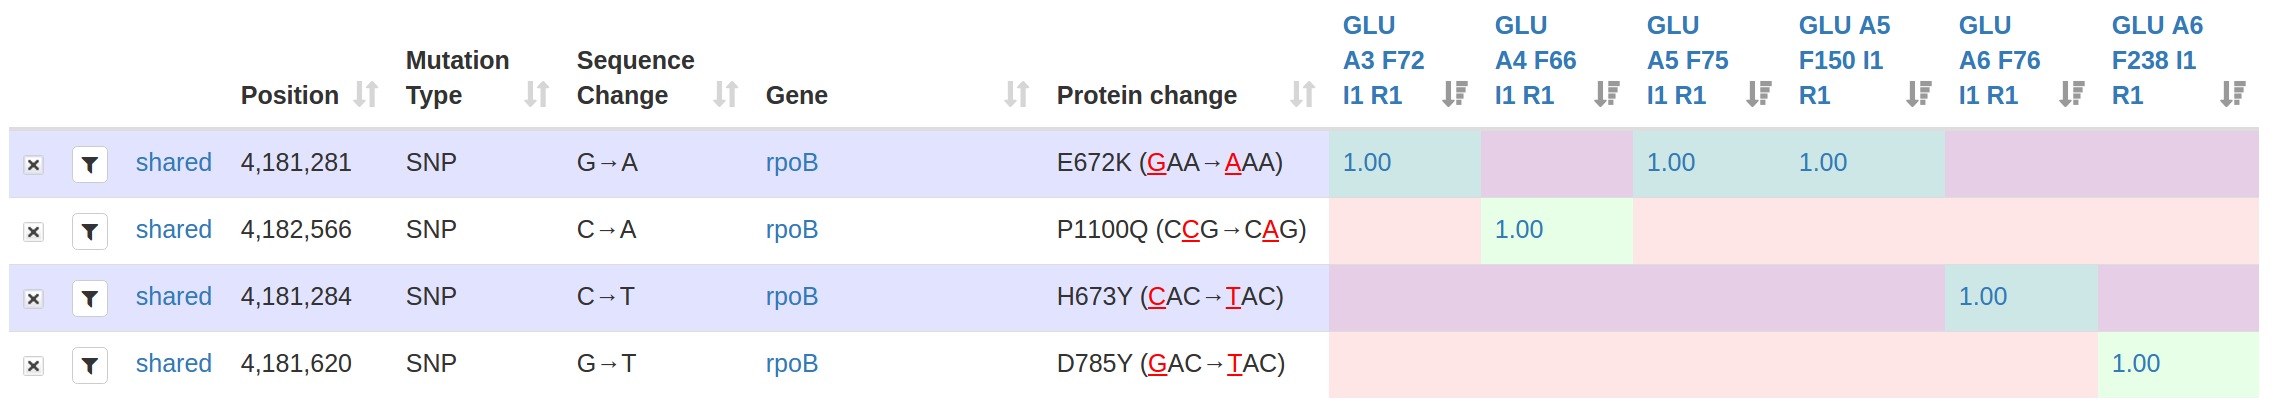 Position Mutation Type Sequence Change Gene Protein change GLU A3 F72 I1 R1 GLU A4 F66 I1 R1 GLU A5 F75 I1 R1 GLU A5 F150 I1 R1 GLU A6 F76 I1 R1 GLU A6 F238 I1 R1
shared 4,181,281 SNP G→A rpoB E672K (GAA→AAA) 1.00 1.00 1.00
shared 4,182,566 SNP C→A rpoB P1100Q (CCG→CAG) 1.00
shared 4,181,284 SNP C→T rpoB H673Y (CAC→TAC) 1.00
shared 4,181,620 SNP G→T rpoB D785Y (GAC→TAC) 1.00